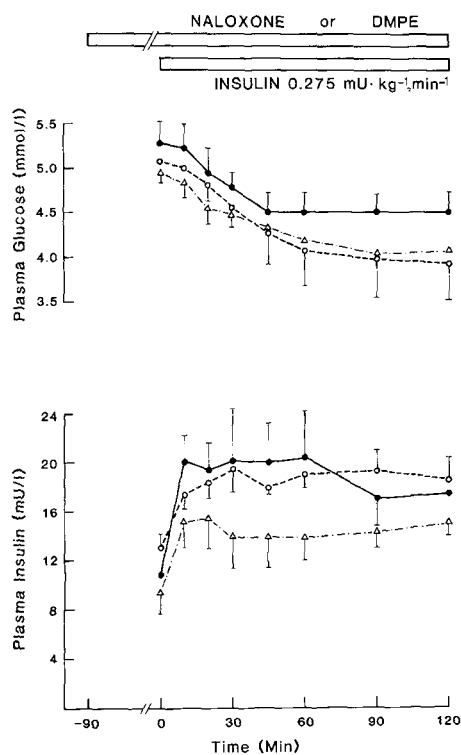 NALOXONE or DMPE
INSULIN 0.275 mU·kg-1,min-1
Plasma Glucose (mmol/l)
5.5
5.0
4.5
4.0
3.5
Plasma Insulin (mU/l)
24
20
16
12
8
4
-90 0 30 60 90 120
Time (Min)